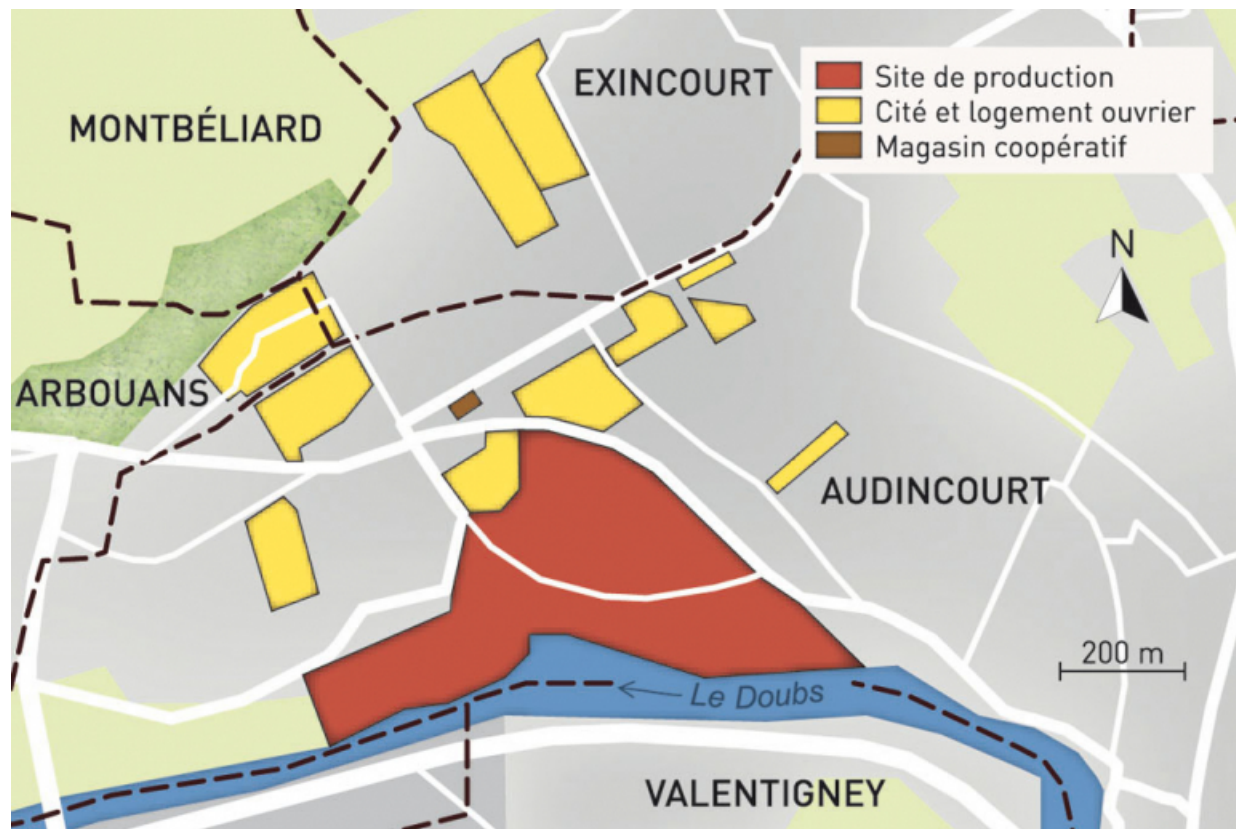 EXINCOURT
MONTBÉLIARD
Site de production
Cité et logement ouvrier
Magasin coopératif
N
ARBOUANS
AUDINCOURT
200 m
Le Doubs
VALENTIGNEY